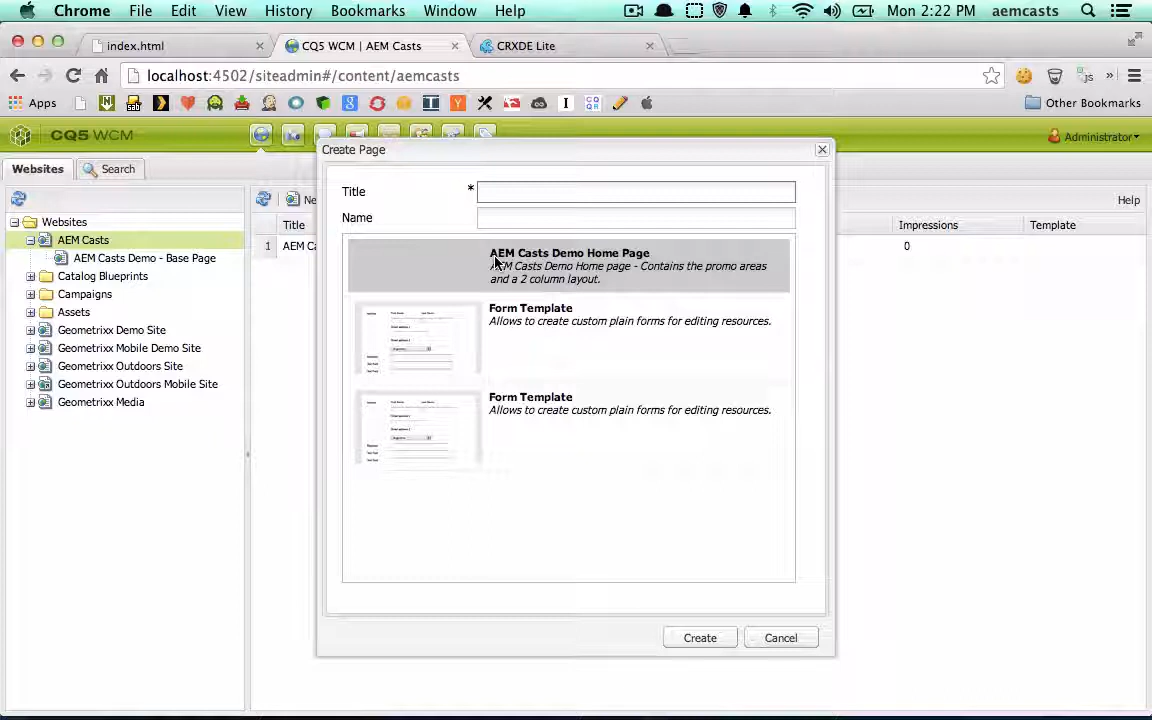 Chrome File Edit View History Bookmarks Window Help Mon 2:22 PM aemcasts
index.html CQ5 WCM | AEM Casts CRXDE Lite
localhost:4502/siteadmin#/content/aemcasts
Apps Other Bookmarks
CQ5 WCM Administrator
Create Page
Websites Search
Title *
Ne Help
Name
Websites
Title Impressions Template
AEM Casts
1 AEM Ca 0
AEM Casts Demo - Base Page
Catalog Blueprints
Campaigns
Assets
Geometrixx Demo Site
Geometrixx Mobile Demo Site
Geometrixx Outdoors Site
Geometrixx Outdoors Mobile Site
Geometrixx Media
AEM Casts Demo Home Page
AEM Casts Demo Home page - Contains the promo areas
and a 2 column layout.
Form Template
Allows to create custom plain forms for editing resources.
Form Template
Allows to create custom plain forms for editing resources.
Create Cancel